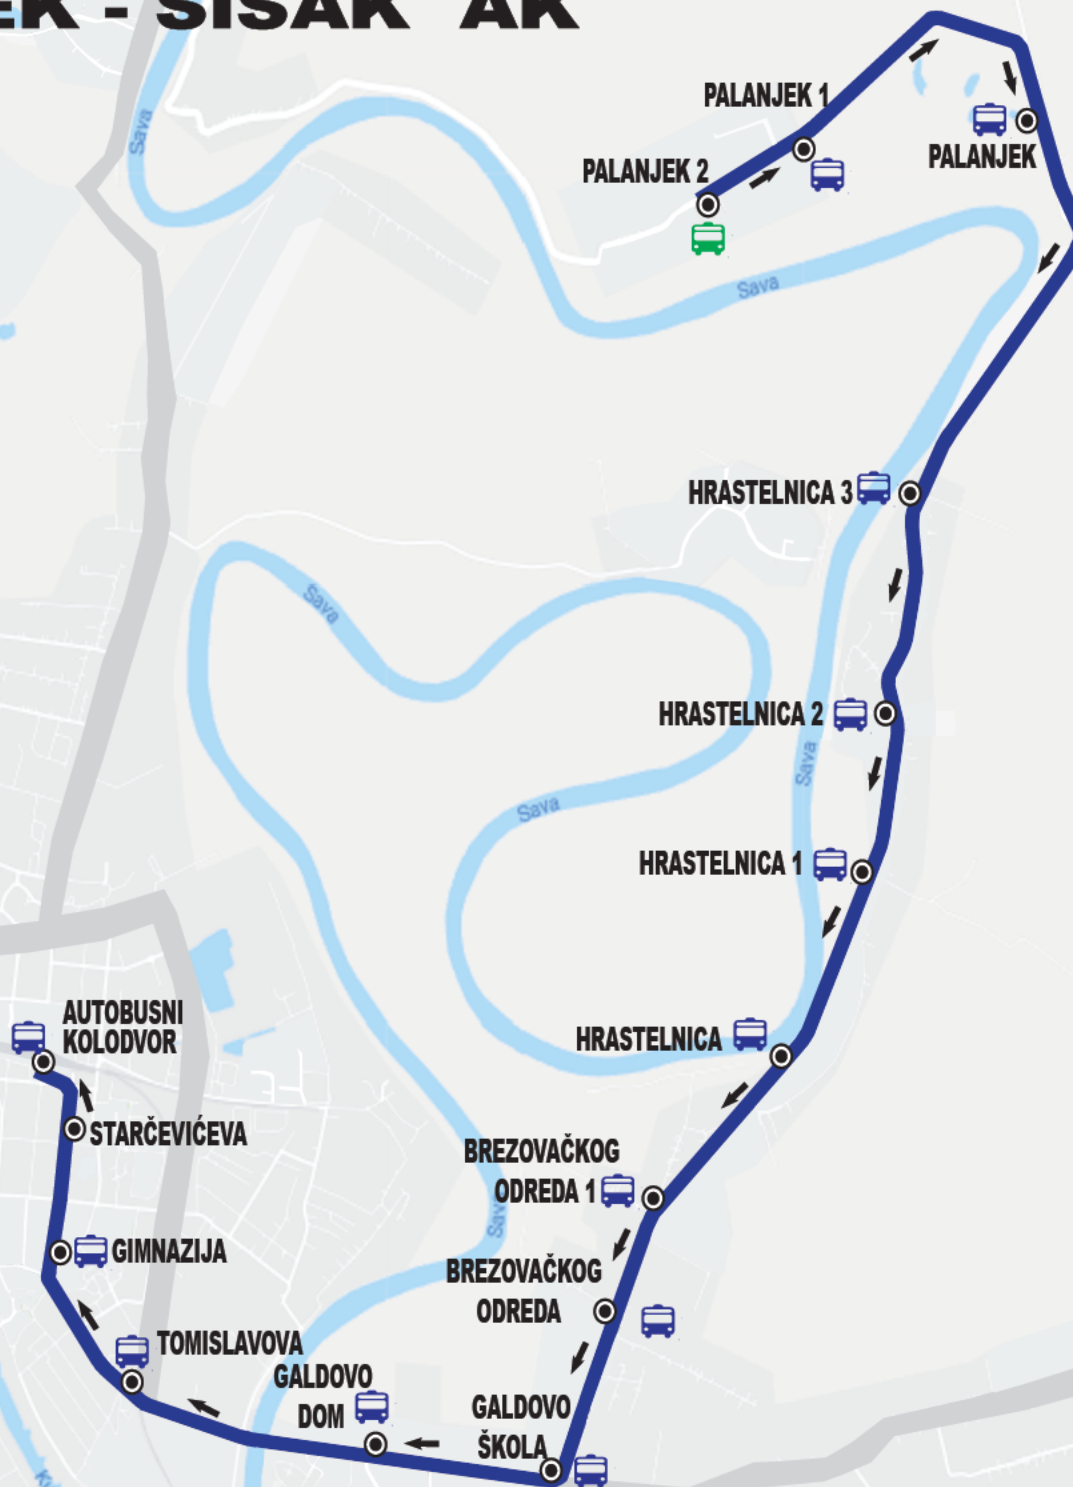 EK - SISAK AK
PALANJEK 1
PALANJEK 2
PALANJEK
Sava
Sava
HRASTELNICA 3
Sava
HRASTELNICA 2
Sava
Sava
HRASTELNICA 1
AUTOBUSNI
KOLODVOR
HRASTELNICA
STARČEVIĆEVA
BREZOVAČKOG
ODREDA 1
Sava
GIMNAZIJA
BREZOVAČKOG
ODREDA
TOMISLAVOVA
GALDOVO
DOM
GALDOVO
ŠKOLA